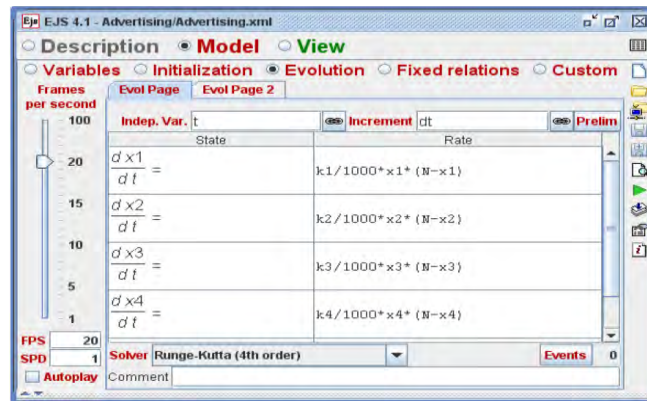 Ejs EJS 4.1 - Advertising/Advertising.xml
Description Model View
Variables Initialization Evolution Fixed relations Custom
Frames per second
Evol Page Evol Page 2
100
20
15
10
5
1
FPS 20
SPD 1
Autoplay
Indep. Var. t Increment dt Prelim
State Rate
d x1 / d t = k1/1000*x1*(N-x1)
d x2 / d t = k2/1000*x2*(N-x2)
d x3 / d t = k3/1000*x3*(N-x3)
d x4 / d t = k4/1000*x4*(N-x4)
Solver Runge-Kutta (4th order) Events 0
Comment